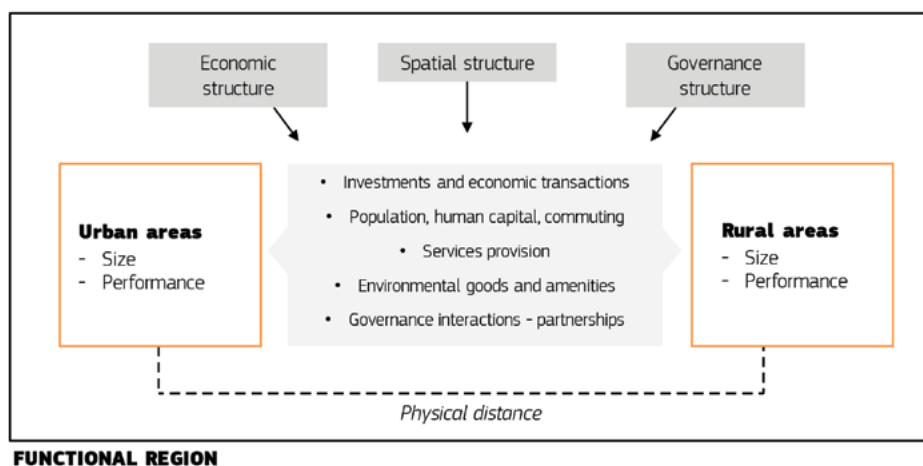 Economic
structure
Spatial structure
Governance
structure
Urban areas
- Size
- Performance
• Investments and economic transactions
• Population, human capital, commuting
• Services provision
• Environmental goods and amenities
• Governance interactions - partnerships
Rural areas
- Size
- Performance
Physical distance
FUNCTIONAL REGION